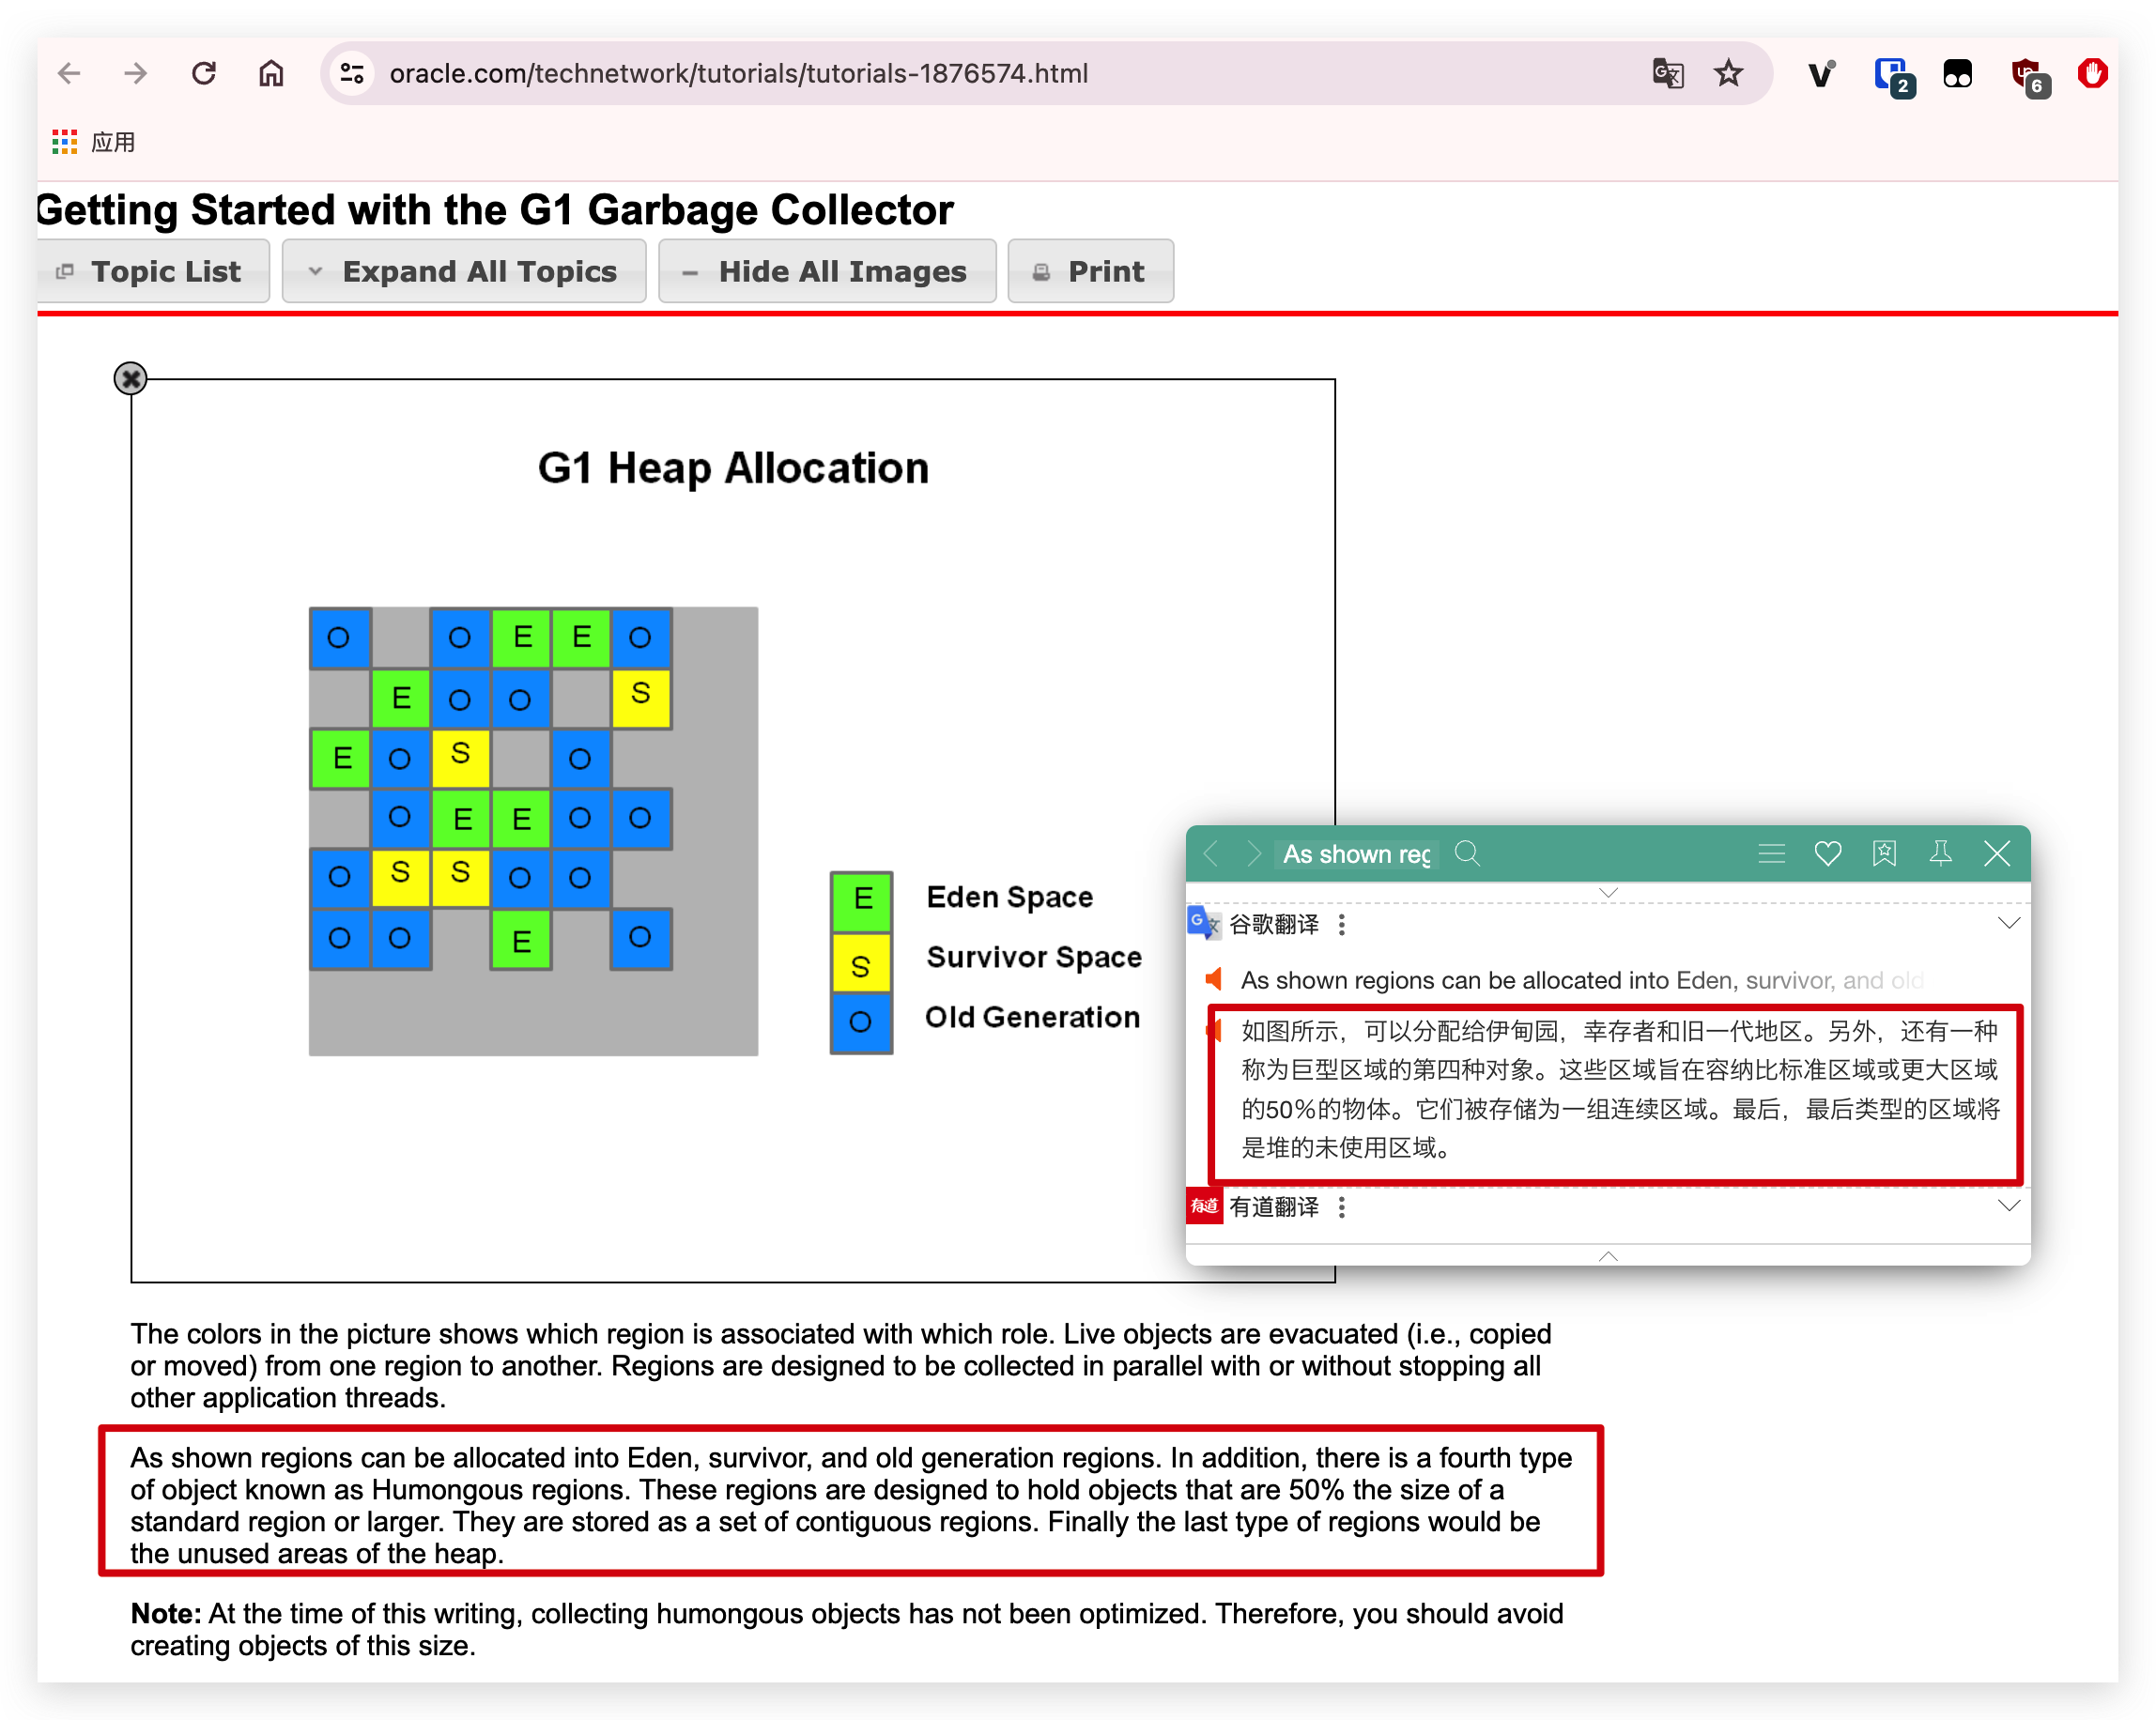 oracle.com/technetwork/tutorials/tutorials-1876574.html
2
6
应用
Getting Started with the G1 Garbage Collector
Topic List
Expand All Topics
Hide All Images
Print
G1 Heap Allocation
O O E E O
E O O S
E O S O
O E E O O
O S S O O
O O E O
E Eden Space
S Survivor Space
O Old Generation
As shown reg
谷歌翻译
As shown regions can be allocated into Eden, survivor, and old
如图所示，可以分配给伊甸园，幸存者和旧一代地区。另外，还有一种
称为巨型区域的第四种对象。这些区域旨在容纳比标准区域或更大区域
的50％的物体。它们被存储为一组连续区域。最后，最后类型的区域将
是堆的未使用区域。
有道 有道翻译
The colors in the picture shows which region is associated with which role. Live objects are evacuated (i.e., copied
or moved) from one region to another. Regions are designed to be collected in parallel with or without stopping all
other application threads.
As shown regions can be allocated into Eden, survivor, and old generation regions. In addition, there is a fourth type
of object known as Humongous regions. These regions are designed to hold objects that are 50% the size of a
standard region or larger. They are stored as a set of contiguous regions. Finally the last type of regions would be
the unused areas of the heap.
Note: At the time of this writing, collecting humongous objects has not been optimized. Therefore, you should avoid
creating objects of this size.